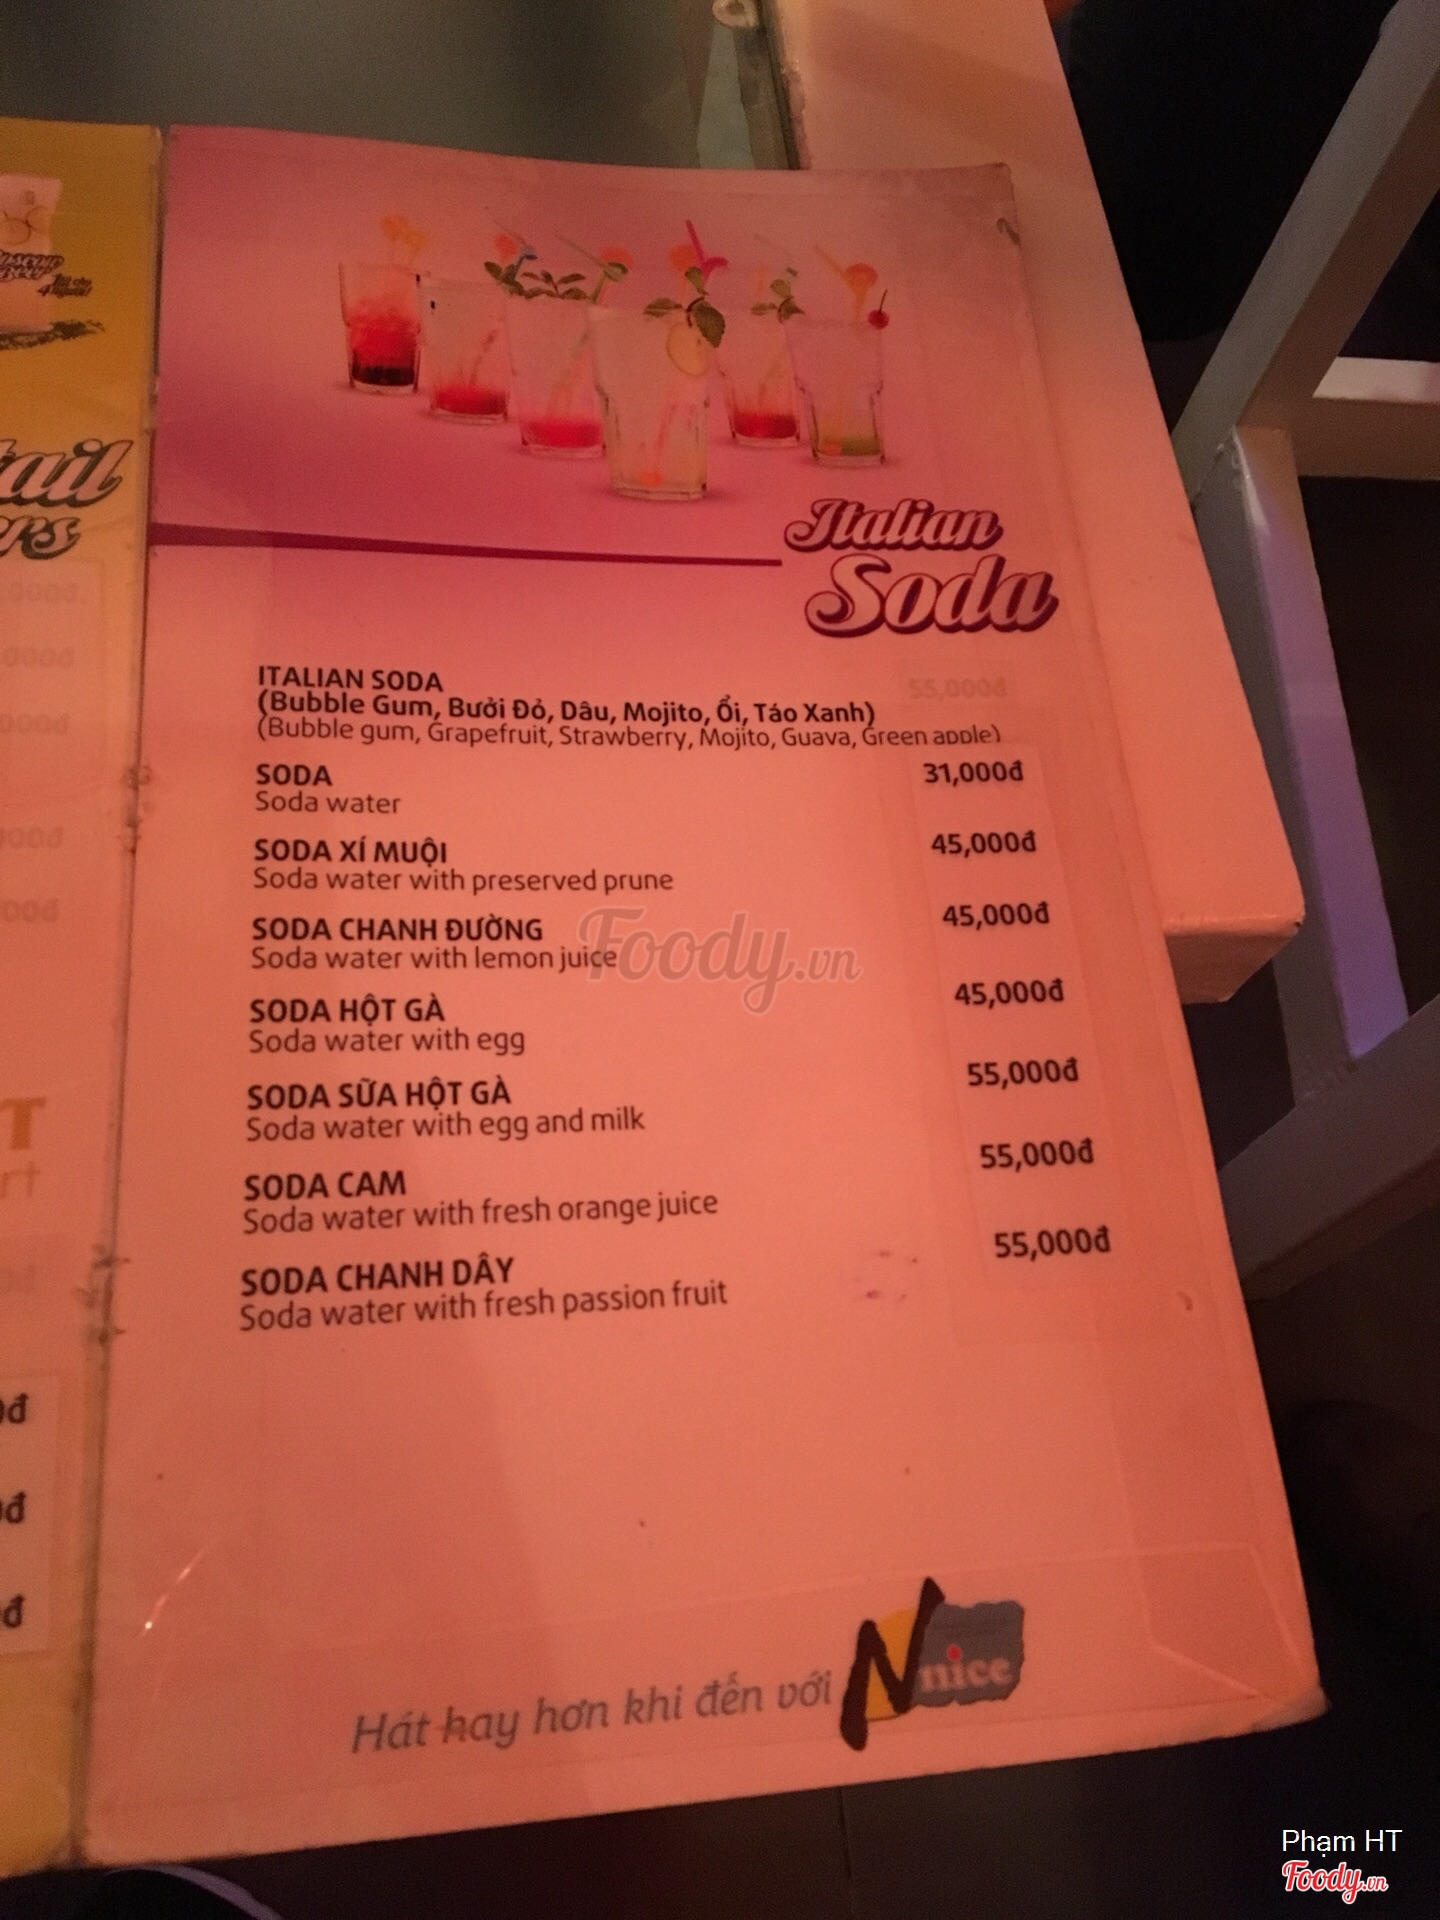 tail
ers
Italian
Soda
ITALIAN SODA 55,000đ
(Bubble Gum, Bưởi Đỏ, Dâu, Mojito, Ổi, Táo Xanh)
(Bubble gum, Grapefruit, Strawberry, Mojito, Guava, Green apple)
SODA 31,000đ
Soda water
SODA XÍ MUỘI 45,000đ
Soda water with preserved prune
SODA CHANH ĐƯỜNG 45,000đ
Soda water with lemon juice
SODA HỘT GÀ 45,000đ
Soda water with egg
SODA SỮA HỘT GÀ 55,000đ
Soda water with egg and milk
SODA CAM 55,000đ
Soda water with fresh orange juice
SODA CHANH DÂY 55,000đ
Soda water with fresh passion fruit
Foody.vn
Hát hay hơn khi đến với Nnice
Phạm HT
Foody.vn